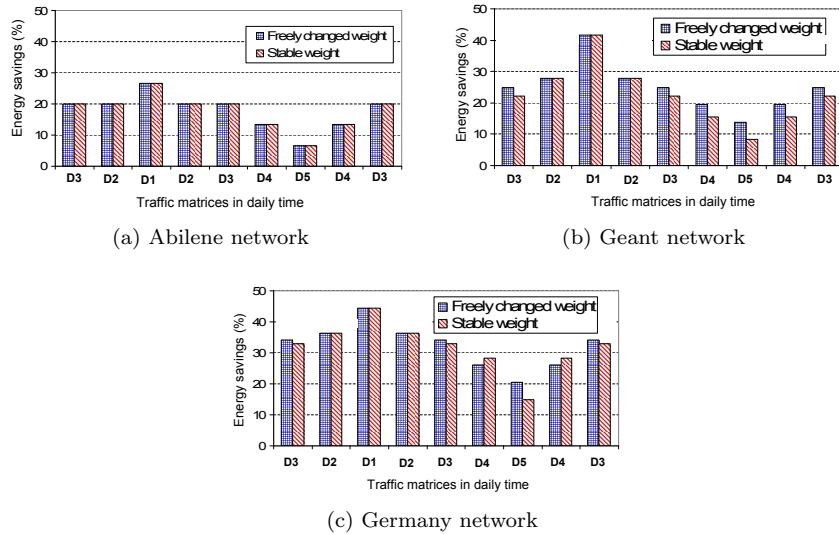 50
40
30
20
10
0
Energy savings (%)
Freely changed weight
Stable weight
D3 D2 D1 D2 D3 D4 D5 D4 D3
Traffic matrices in daily time
(a) Abilene network
50
40
30
20
10
0
Energy savings (%)
Freely changed weight
Stable weight
D3 D2 D1 D2 D3 D4 D5 D4 D3
Traffic matrices in daily time
(b) Geant network
50
40
30
20
10
0
Energy savings (%)
Freely changed weight
Stable weight
D3 D2 D1 D2 D3 D4 D5 D4 D3
Traffic matrices in daily time
(c) Germany network